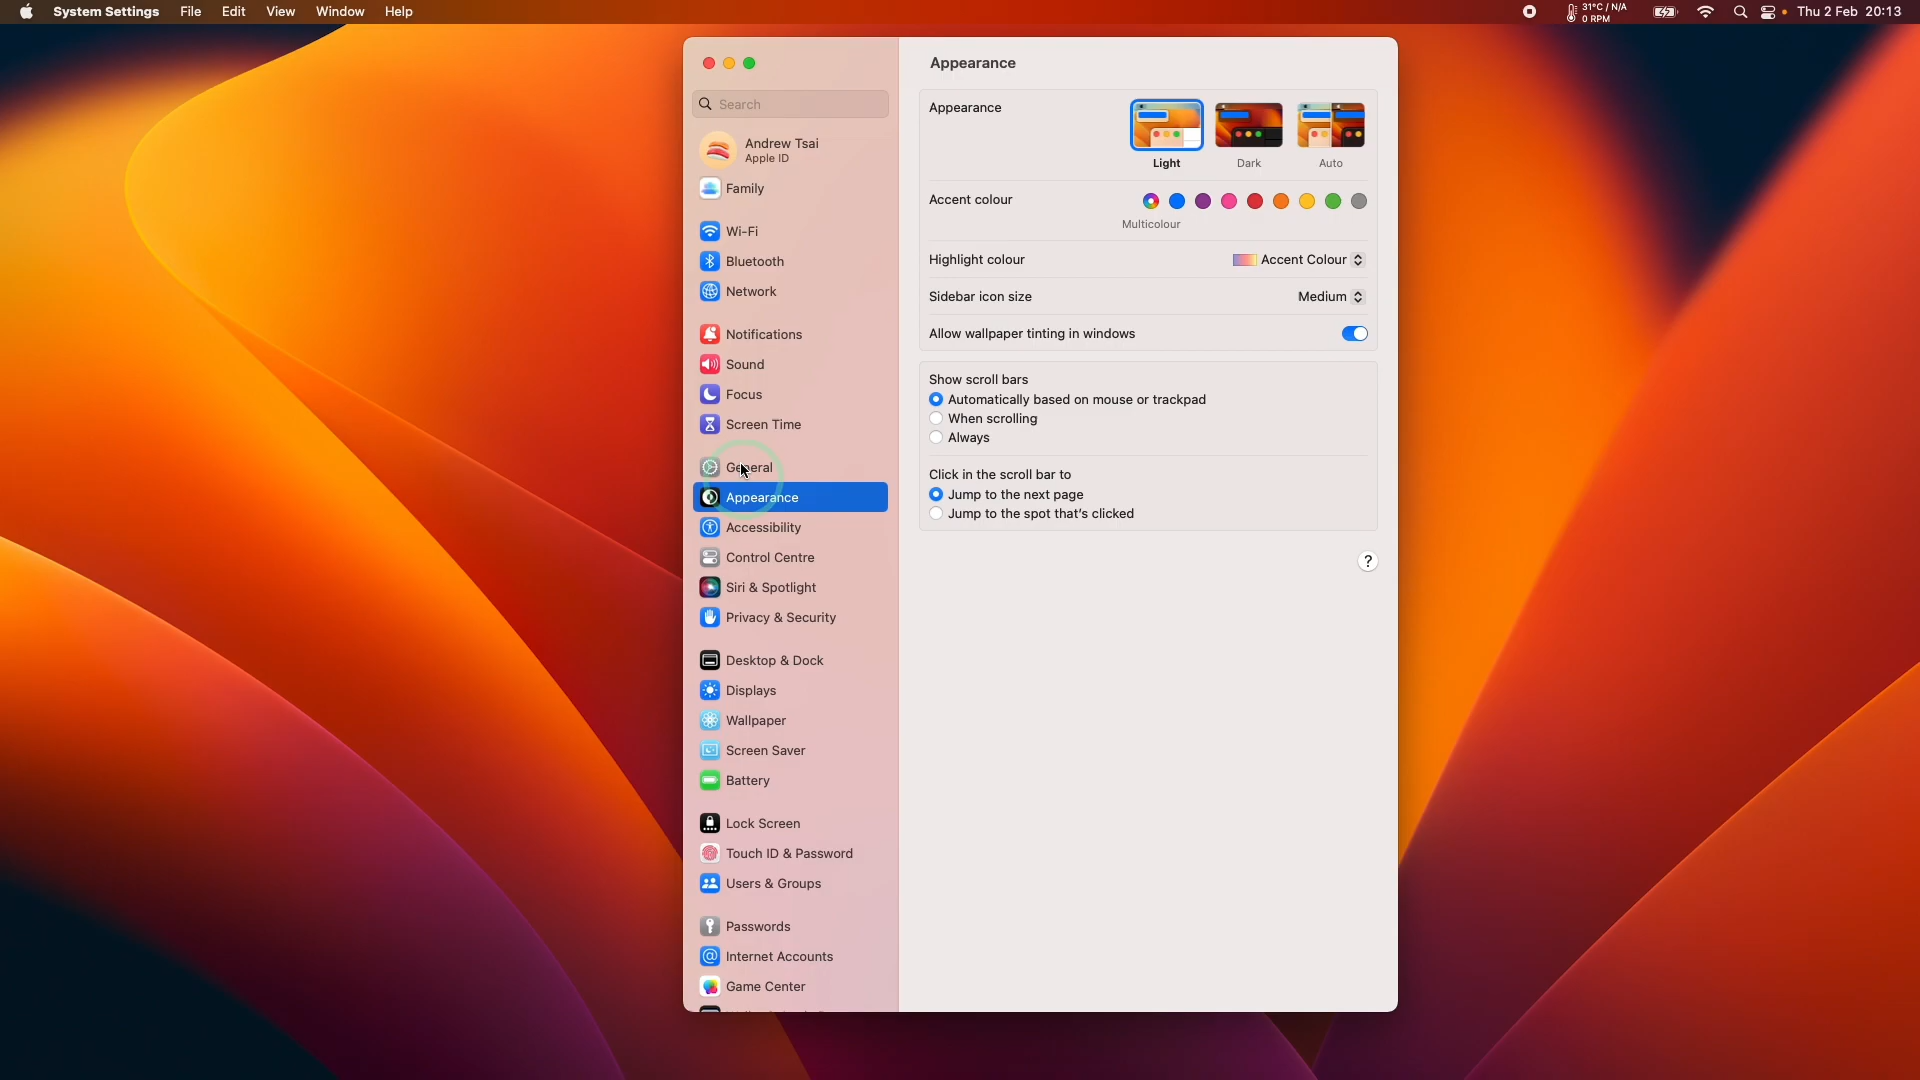 System Settings File Edit View Window Help
31°C / N/A
0 RPM
Thu 2 Feb 20:13
Search
Andrew Tsai
Apple ID
Family
Wi-Fi
Bluetooth
Network
Notifications
Sound
Focus
Screen Time
General
Appearance
Accessibility
Control Centre
Siri & Spotlight
Privacy & Security
Desktop & Dock
Displays
Wallpaper
Screen Saver
Battery
Lock Screen
Touch ID & Password
Users & Groups
Passwords
Internet Accounts
Game Center
Appearance
Appearance
Light Dark Auto
Accent colour
Multicolour
Highlight colour Accent Colour
Sidebar icon size Medium
Allow wallpaper tinting in windows
Show scroll bars
Automatically based on mouse or trackpad
When scrolling
Always
Click in the scroll bar to
Jump to the next page
Jump to the spot that's clicked
?